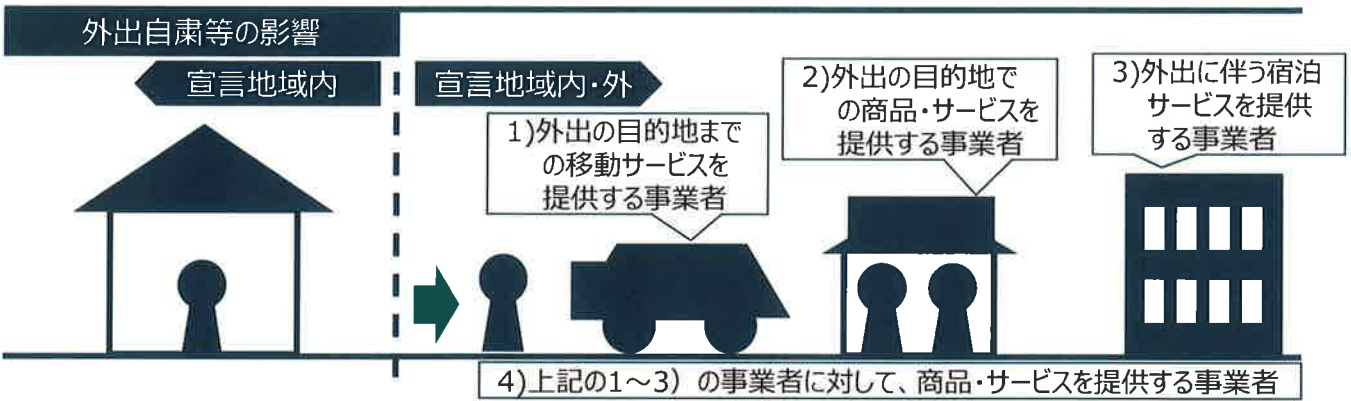 外出自粛等の影響
宣言地域内
宣言地域内・外
1)外出の目的地まで
の移動サービスを
提供する事業者
2)外出の目的地で
の商品・サービスを
提供する事業者
3)外出に伴う宿泊
サービスを提供
する事業者
4)上記の1～3）の事業者に対して、商品・サービスを提供する事業者